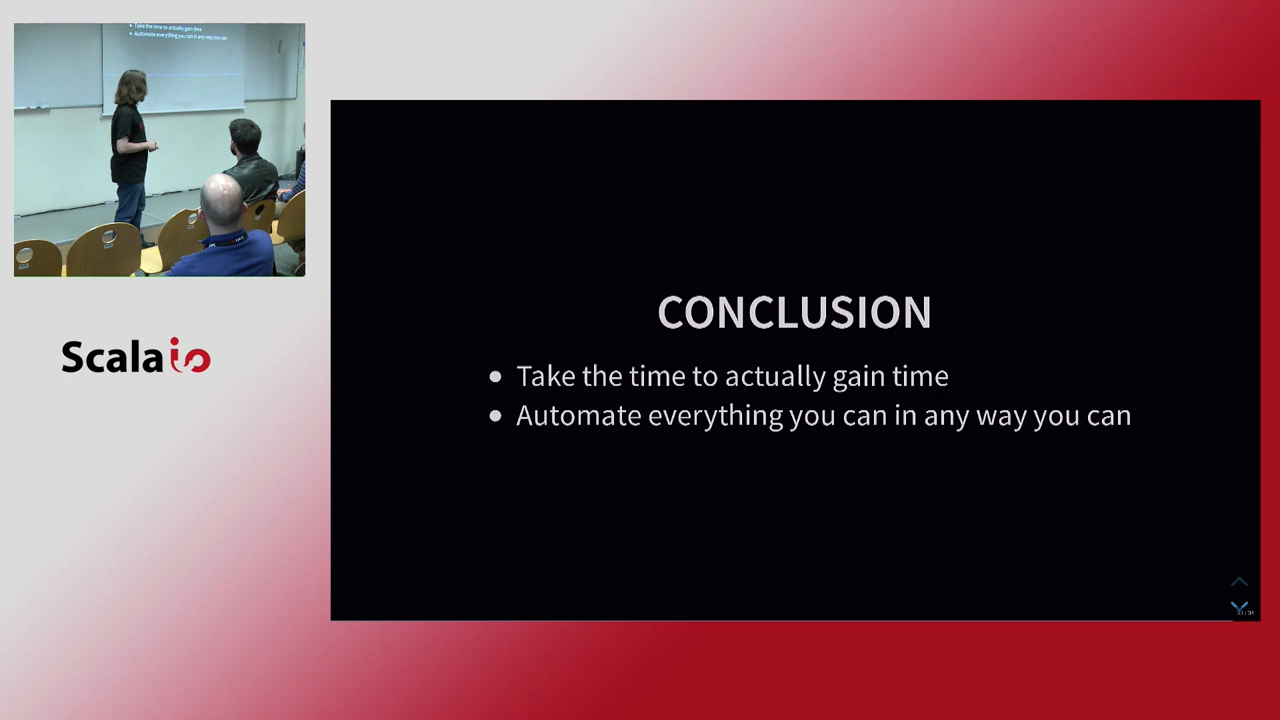 Take the time to actually gain time
Automate everything you can in any way you can
Scala io
CONCLUSION
Take the time to actually gain time
Automate everything you can in any way you can